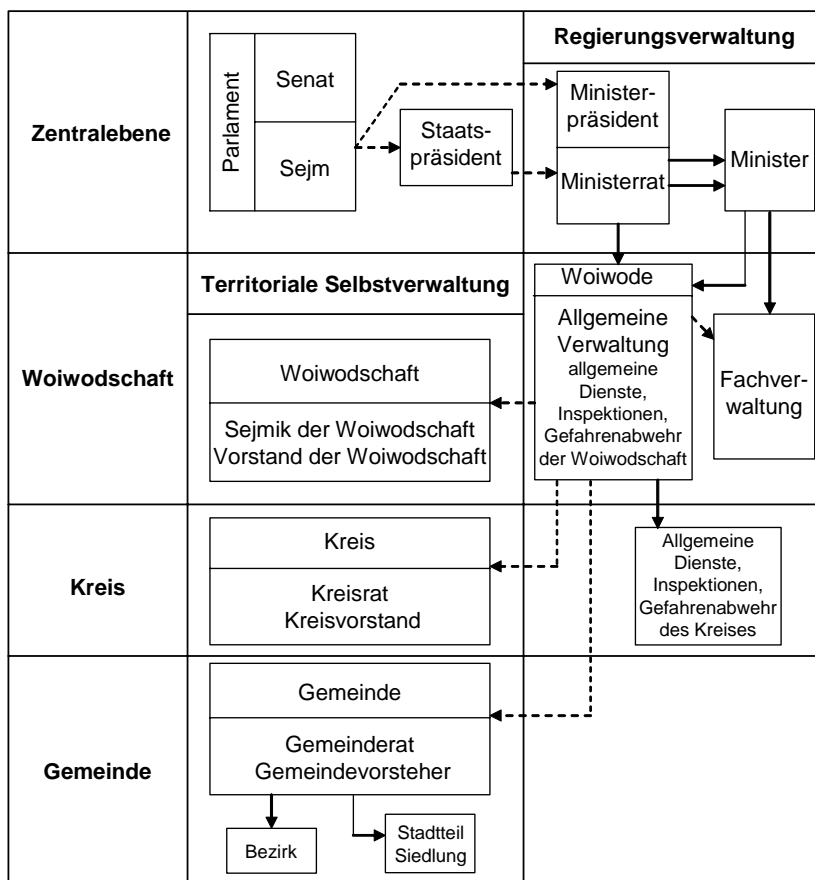 Regierungsverwaltung
Zentralebene
Parlament
Senat
Sejm
Staats-
präsident
Minister-
präsident
Ministerrat
Minister
Woiwodschaft
Territoriale Selbstverwaltung
Woiwodschaft
Sejmik der Woiwodschaft
Vorstand der Woiwodschaft
Woiwode
Allgemeine
Verwaltung
allgemeine
Dienste,
Inspektionen,
Gefahrenabwehr
der Woiwodschaft
Fachver-
waltung
Kreis
Kreis
Kreisrat
Kreisvorstand
Allgemeine
Dienste,
Inspektionen,
Gefahrenabwehr
des Kreises
Gemeinde
Gemeinde
Gemeinderat
Gemeindevorsteher
Bezirk
Stadtteil
Siedlung